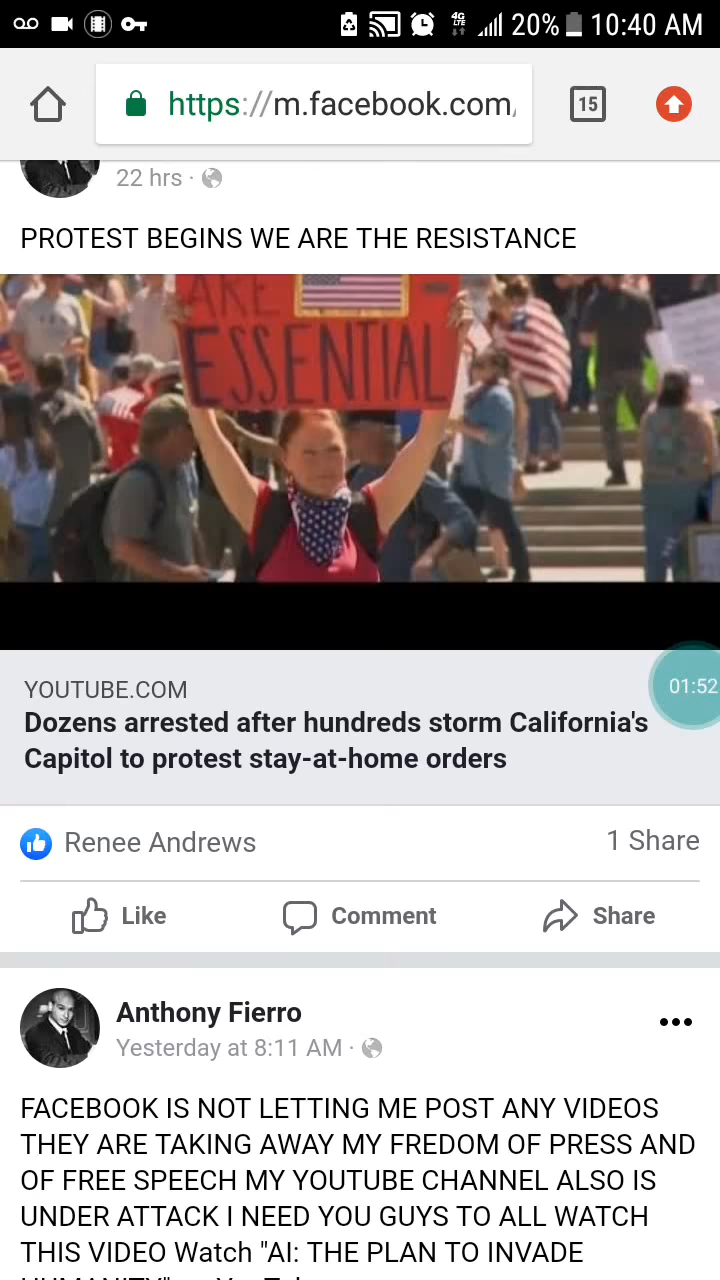 4G
LTE
20%
10:40 AM
https://m.facebook.com/
15
22 hrs ·
PROTEST BEGINS WE ARE THE RESISTANCE
ARE
ESSENTIAL
YOUTUBE.COM
01:52
Dozens arrested after hundreds storm California's
Capitol to protest stay-at-home orders
Renee Andrews
1 Share
Like
Comment
Share
Anthony Fierro
Yesterday at 8:11 AM ·
FACEBOOK IS NOT LETTING ME POST ANY VIDEOS
THEY ARE TAKING AWAY MY FREDOM OF PRESS AND
OF FREE SPEECH MY YOUTUBE CHANNEL ALSO IS
UNDER ATTACK I NEED YOU GUYS TO ALL WATCH
THIS VIDEO Watch "AI: THE PLAN TO INVADE